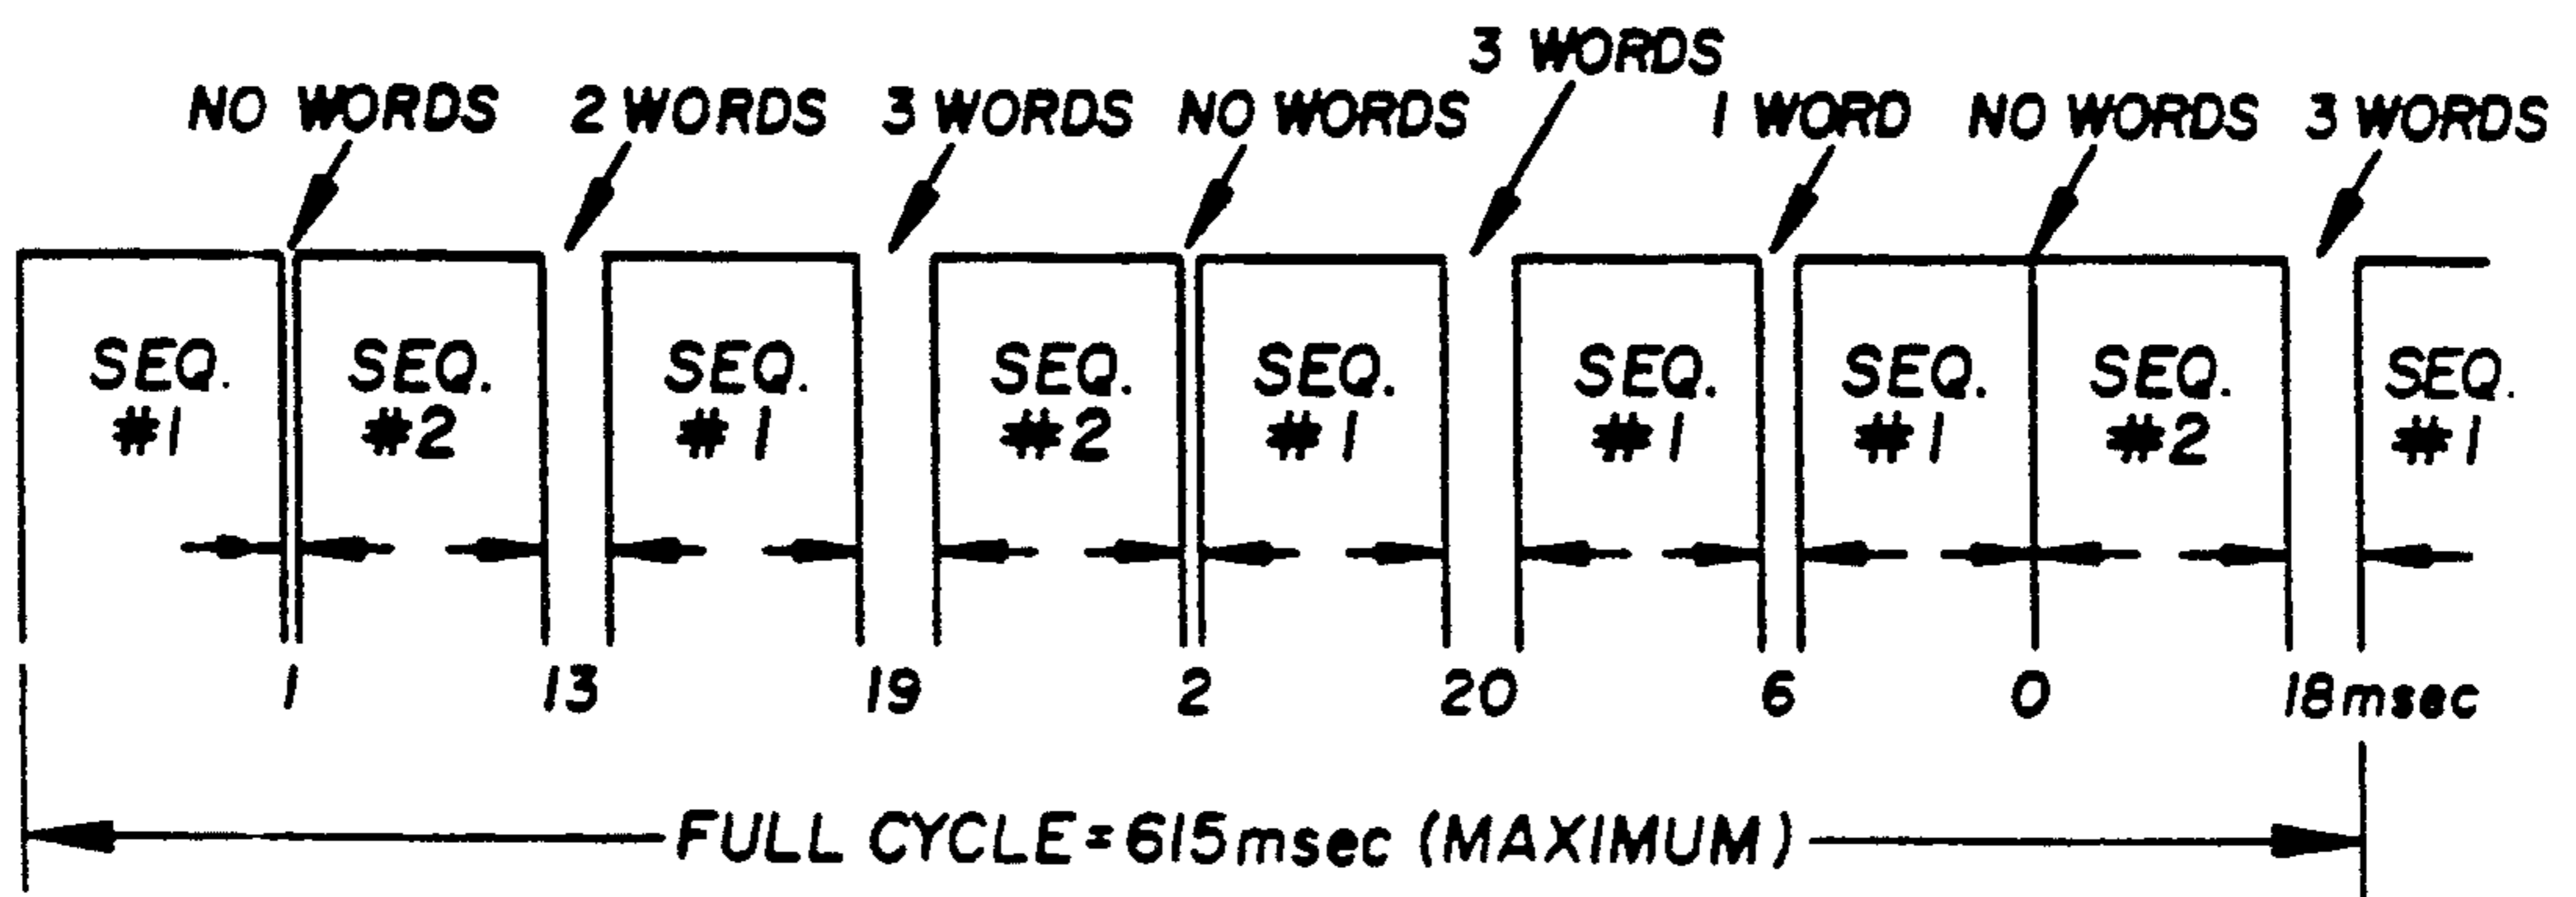 3 WORDS
NO WORDS 2 WORDS 3 WORDS NO WORDS 1 WORD NO WORDS 3 WORDS
SEQ. SEQ. SEQ. SEQ. SEQ. SEQ. SEQ. SEQ. SEQ.
#1 #2 #1 #2 #1 #1 #1 #2 #1
1 13 19 2 20 6 0 18msec
FULL CYCLE=615msec (MAXIMUM)